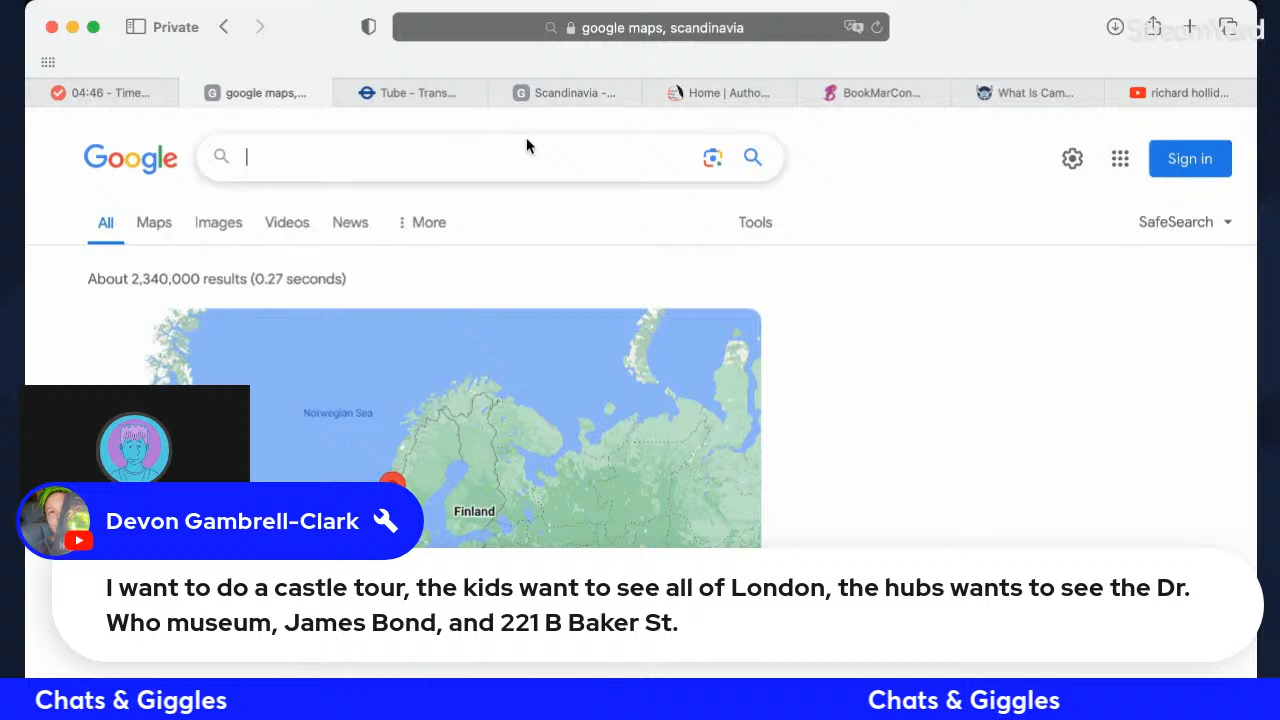 StreamYard
Private
google maps, scandinavia
04:46 - Time...
google maps,...
Tube - Trans...
Scandinavia -...
Home | Autho...
BookMarCon...
What Is Cam...
richard hollid...
Google
Sign in
All Maps Images Videos News More Tools SafeSearch
About 2,340,000 results (0.27 seconds)
Norwegian Sea
Finland
Devon Gambrell-Clark
I want to do a castle tour, the kids want to see all of London, the hubs wants to see the Dr.
Who museum, James Bond, and 221 B Baker St.
Chats & Giggles
Chats & Giggles